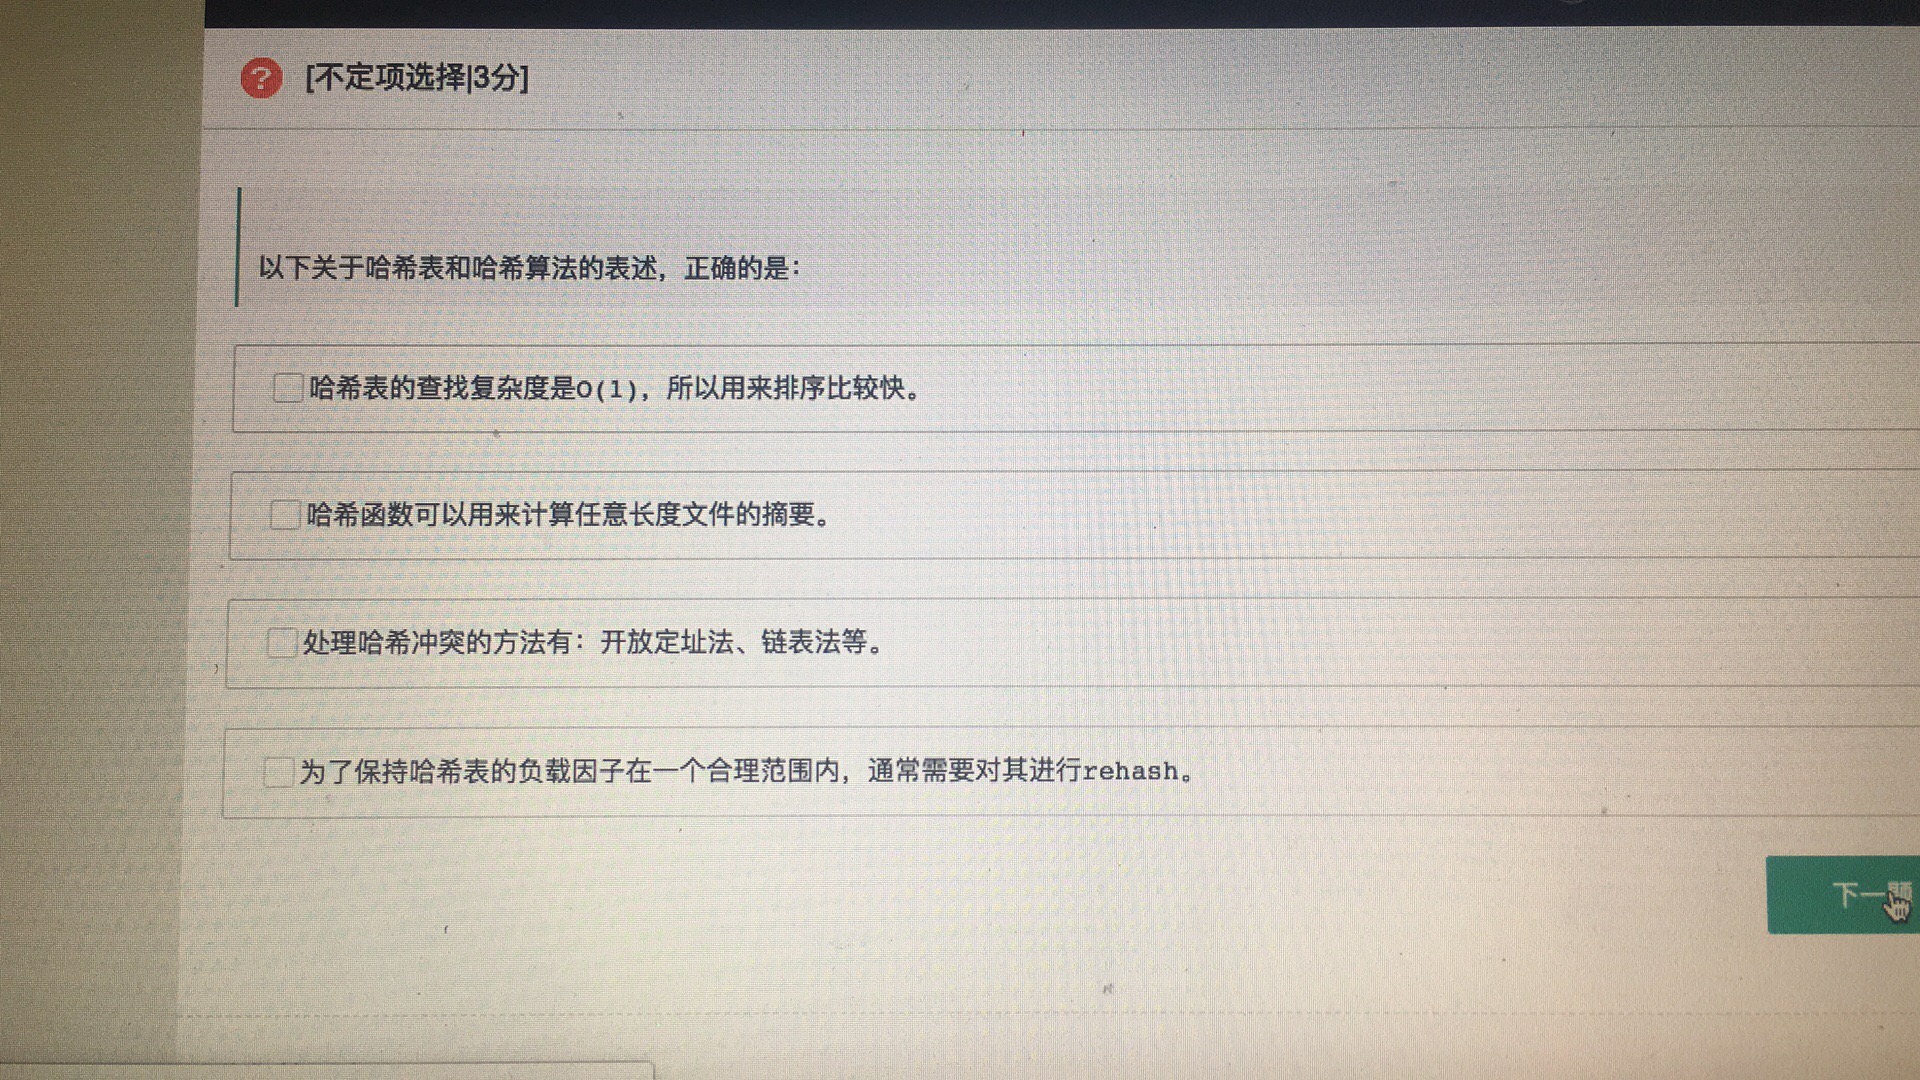 [不定项选择|3分]
以下关于哈希表和哈希算法的表述，正确的是：
哈希表的查找复杂度是O(1)，所以用来排序比较快。
哈希函数可以用来计算任意长度文件的摘要。
处理哈希冲突的方法有：开放定址法、链表法等。
为了保持哈希表的负载因子在一个合理范围内，通常需要对其进行rehash。
下一题